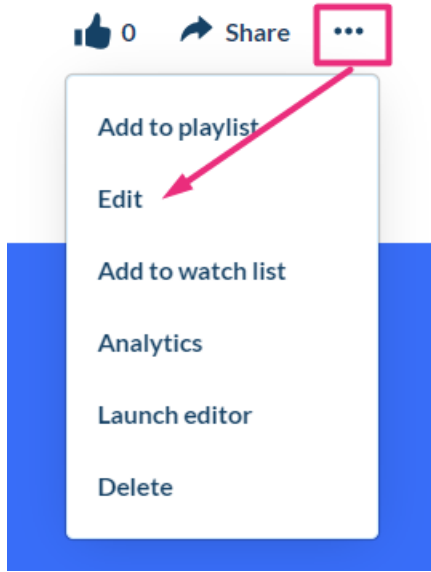 0 Share ...
Add to playlist
Edit
Add to watch list
Analytics
Launch editor
Delete